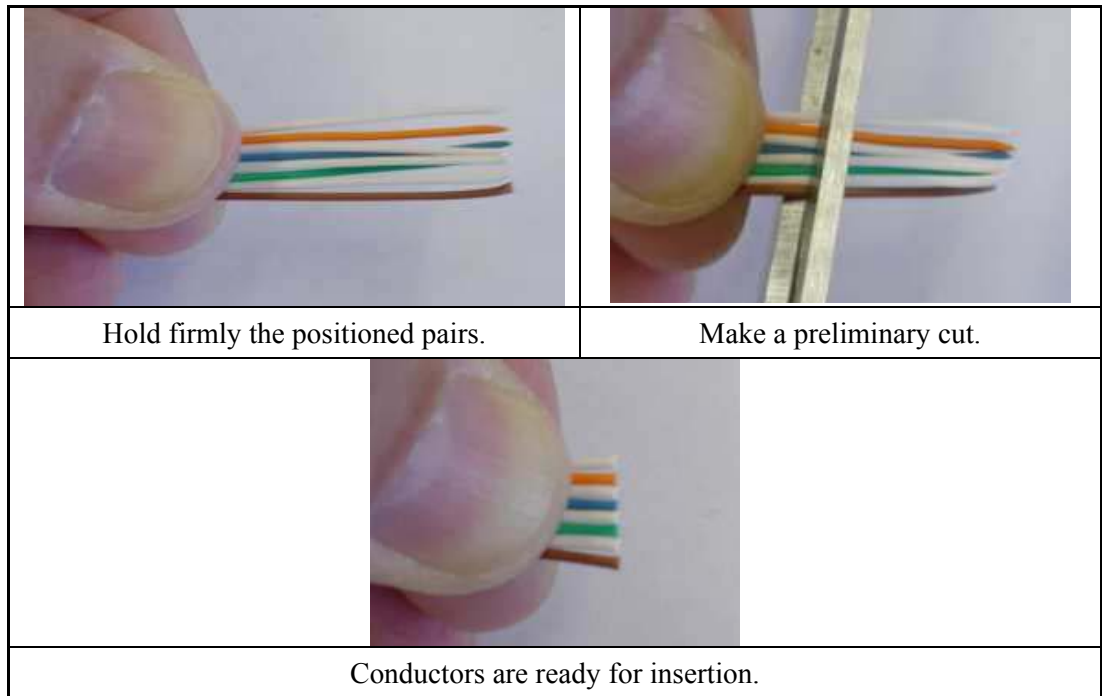 Hold firmly the positioned pairs.
Make a preliminary cut.
Conductors are ready for insertion.